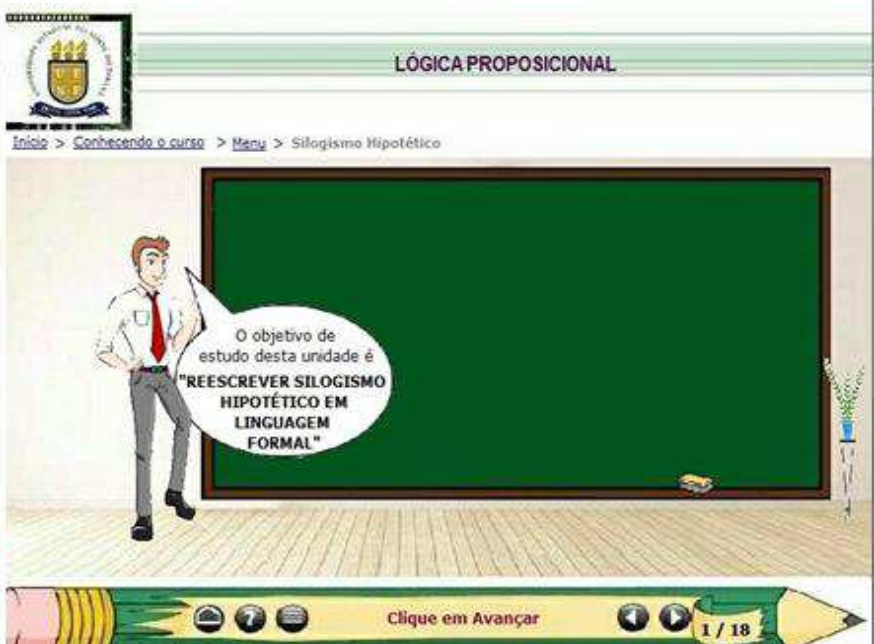 LÓGICA PROPOSICIONAL
Início > Conhecendo o curso > Menu > Silogismo Hipotético
O objetivo de
estudo desta unidade é
"REESCREVER SILOGISMO
HIPOTÉTICO EM
LINGUAGEM
FORMAL"
?
Clique em Avançar
1 / 18